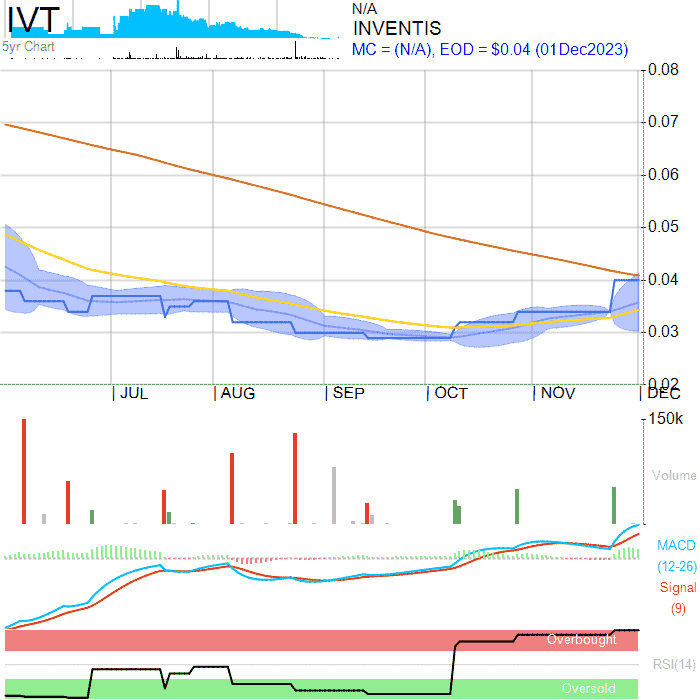 IVT
5yr Chart
N/A
INVENTIS
MC = (N/A), EOD = $0.04 (01Dec2023)
0.08
0.07
0.06
0.05
0.04
0.03
0.02
JUL AUG SEP OCT NOV DEC
150k
Volume
MACD
(12-26)
Signal
(9)
Overbought
RSI(14)
Oversold